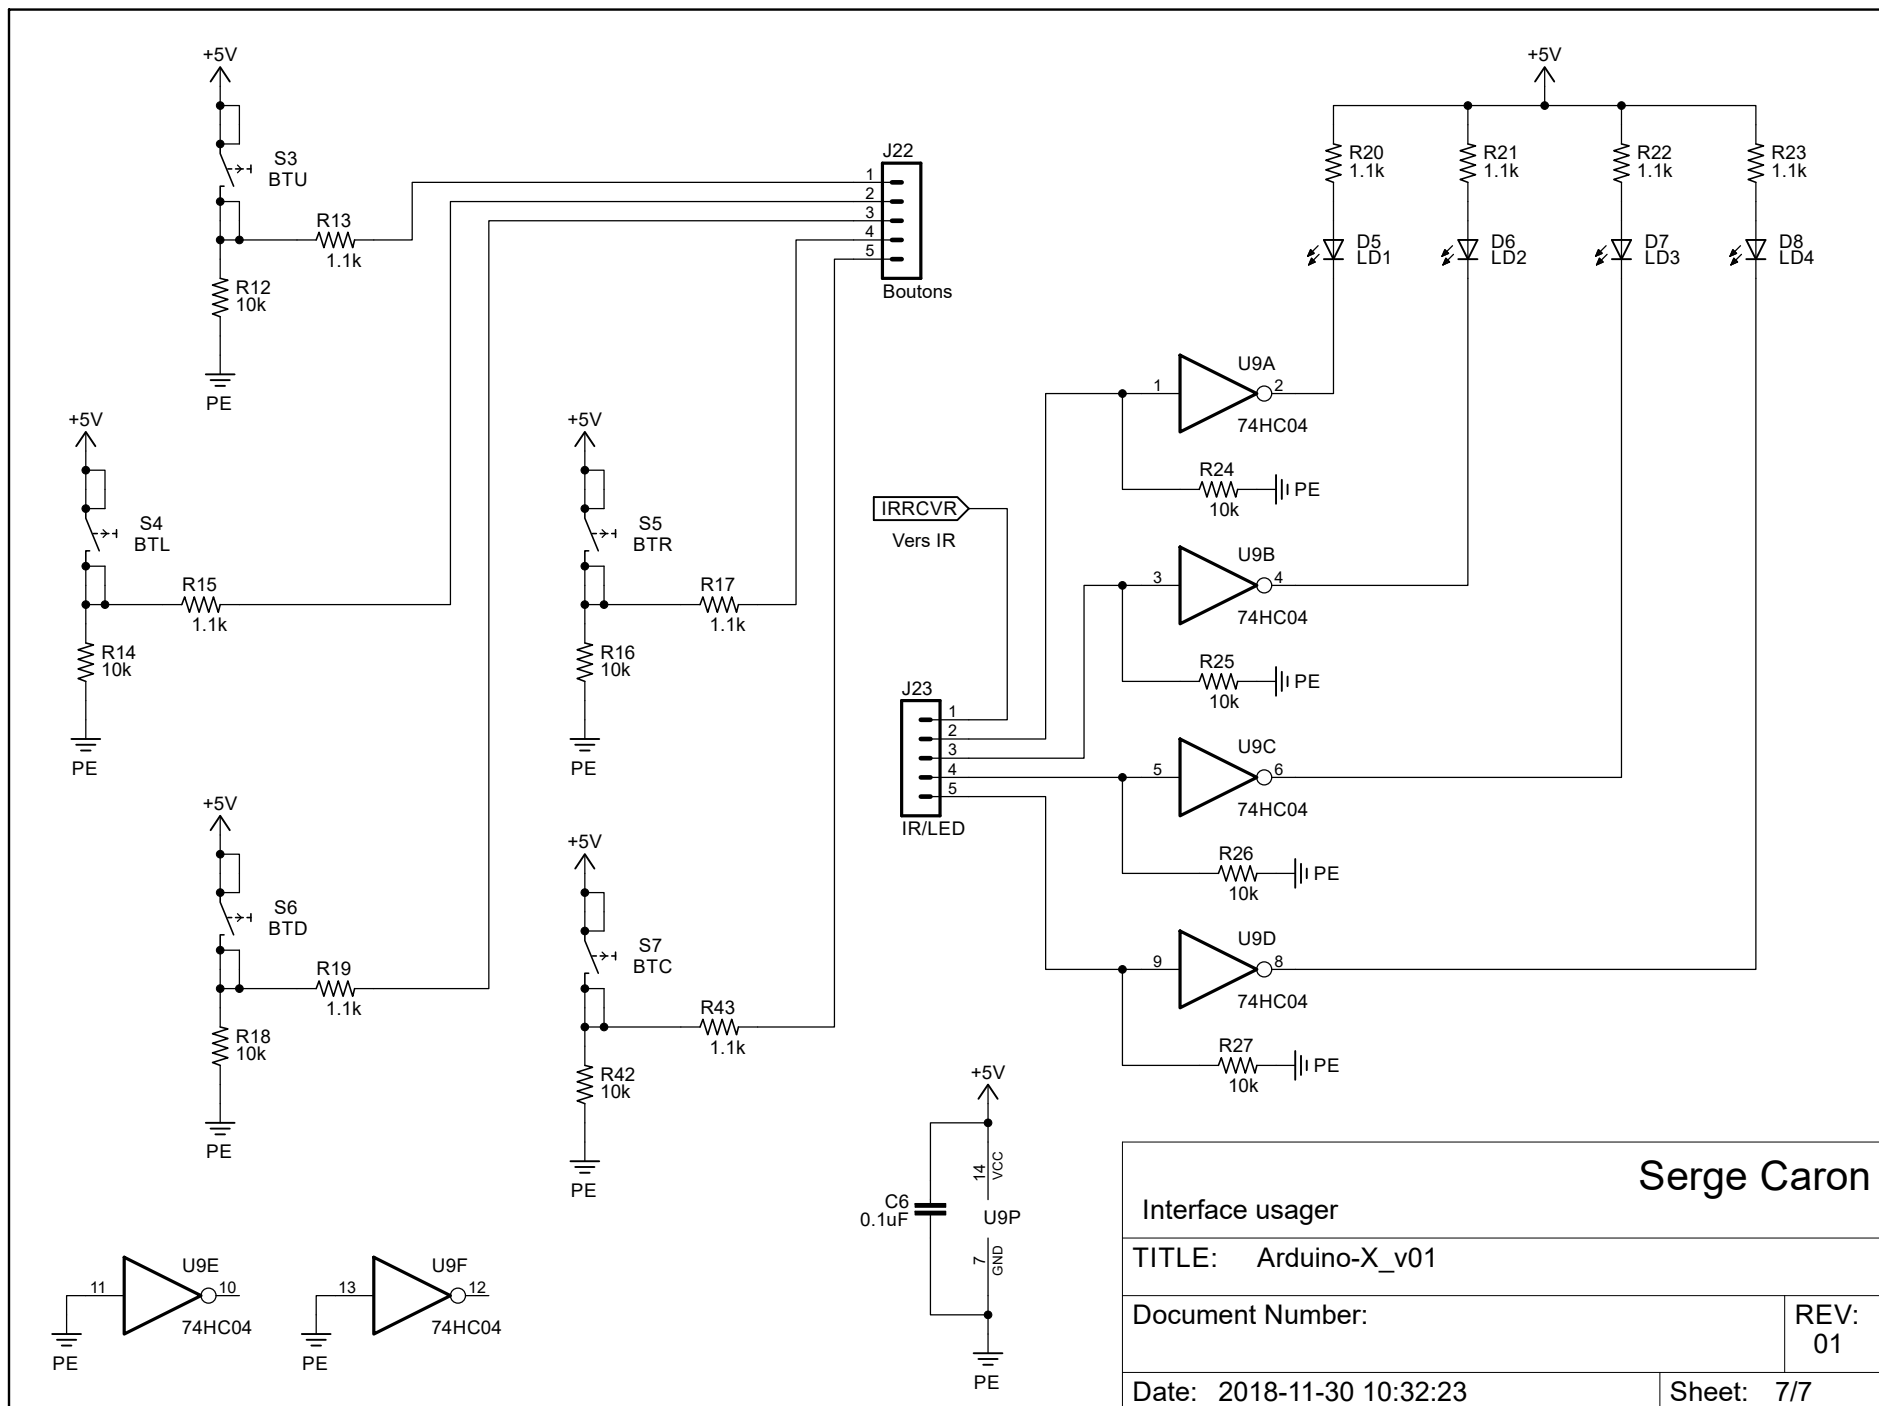 +5V
S3
BTU
R13
1.1k
R12
10k
PE
J22
1
2
3
4
5
Boutons
+5V
R20
1.1k
R21
1.1k
R22
1.1k
R23
1.1k
D5
LD1
D6
LD2
D7
LD3
D8
LD4
+5V
S4
BTL
R15
1.1k
R14
10k
PE
+5V
S5
BTR
R17
1.1k
R16
10k
PE
IRRCVR
Vers IR
J23
1
2
3
4
5
IR/LED
U9A
1
2
74HC04
R24
10k
PE
U9B
3
4
74HC04
R25
10k
PE
U9C
5
6
74HC04
R26
10k
PE
U9D
9
8
74HC04
R27
10k
PE
+5V
S6
BTD
R19
1.1k
R18
10k
PE
+5V
S7
BTC
R43
1.1k
R42
10k
PE
+5V
14
VCC
C6
0.1uF
U9P
7
GND
PE
U9E
11
10
74HC04
PE
U9F
13
12
74HC04
PE
Serge Caron
Interface usager
TITLE: Arduino-X_v01
Document Number:
REV:
01
Date: 2018-11-30 10:32:23
Sheet: 7/7